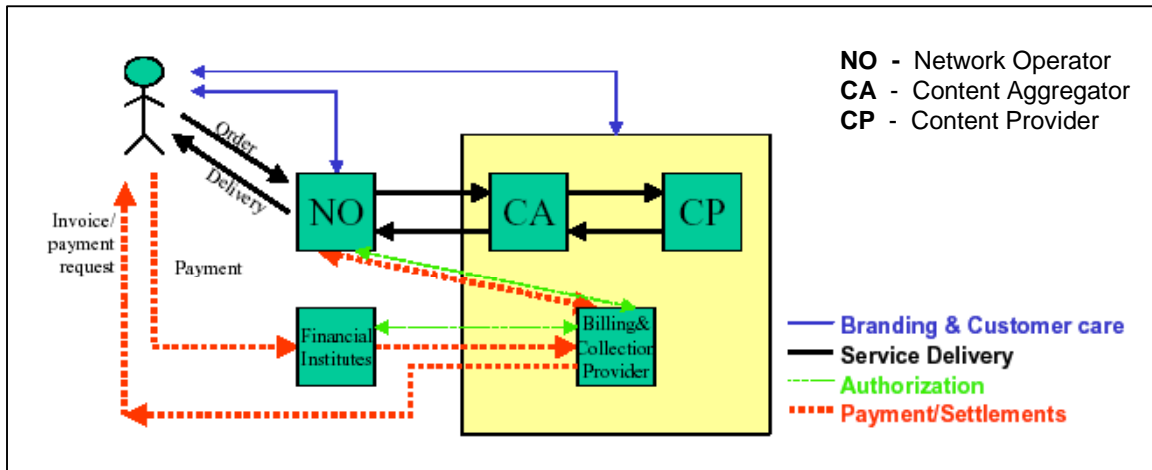 NO - Network Operator
CA - Content Aggregator
CP - Content Provider
Order
Delivery
NO
CA
CP
Invoice/
payment
request
Payment
Financial
Institutes
Billing&
Collection
Provider
Branding & Customer care
Service Delivery
Authorization
Payment/Settlements